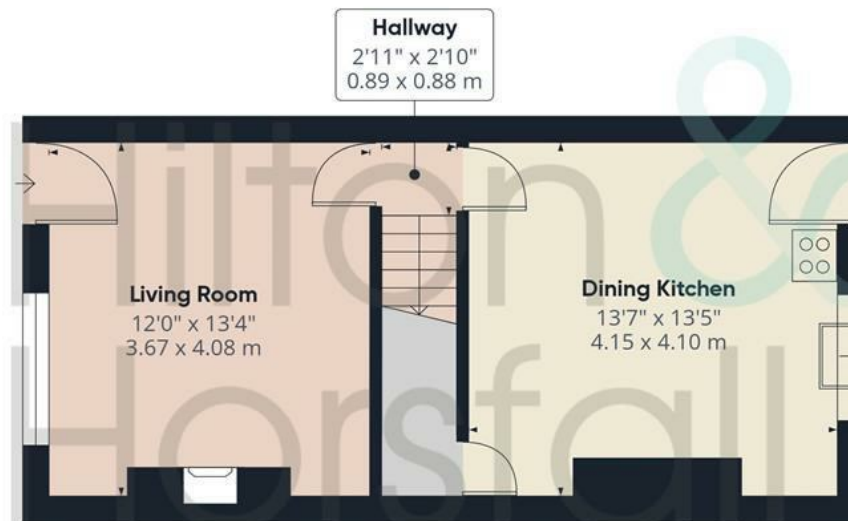 Hallway
2'11" x 2'10"
0.89 x 0.88 m
Hilton &
Horsfall
Living Room
12'0" x 13'4"
3.67 x 4.08 m
Dining Kitchen
13'7" x 13'5"
4.15 x 4.10 m